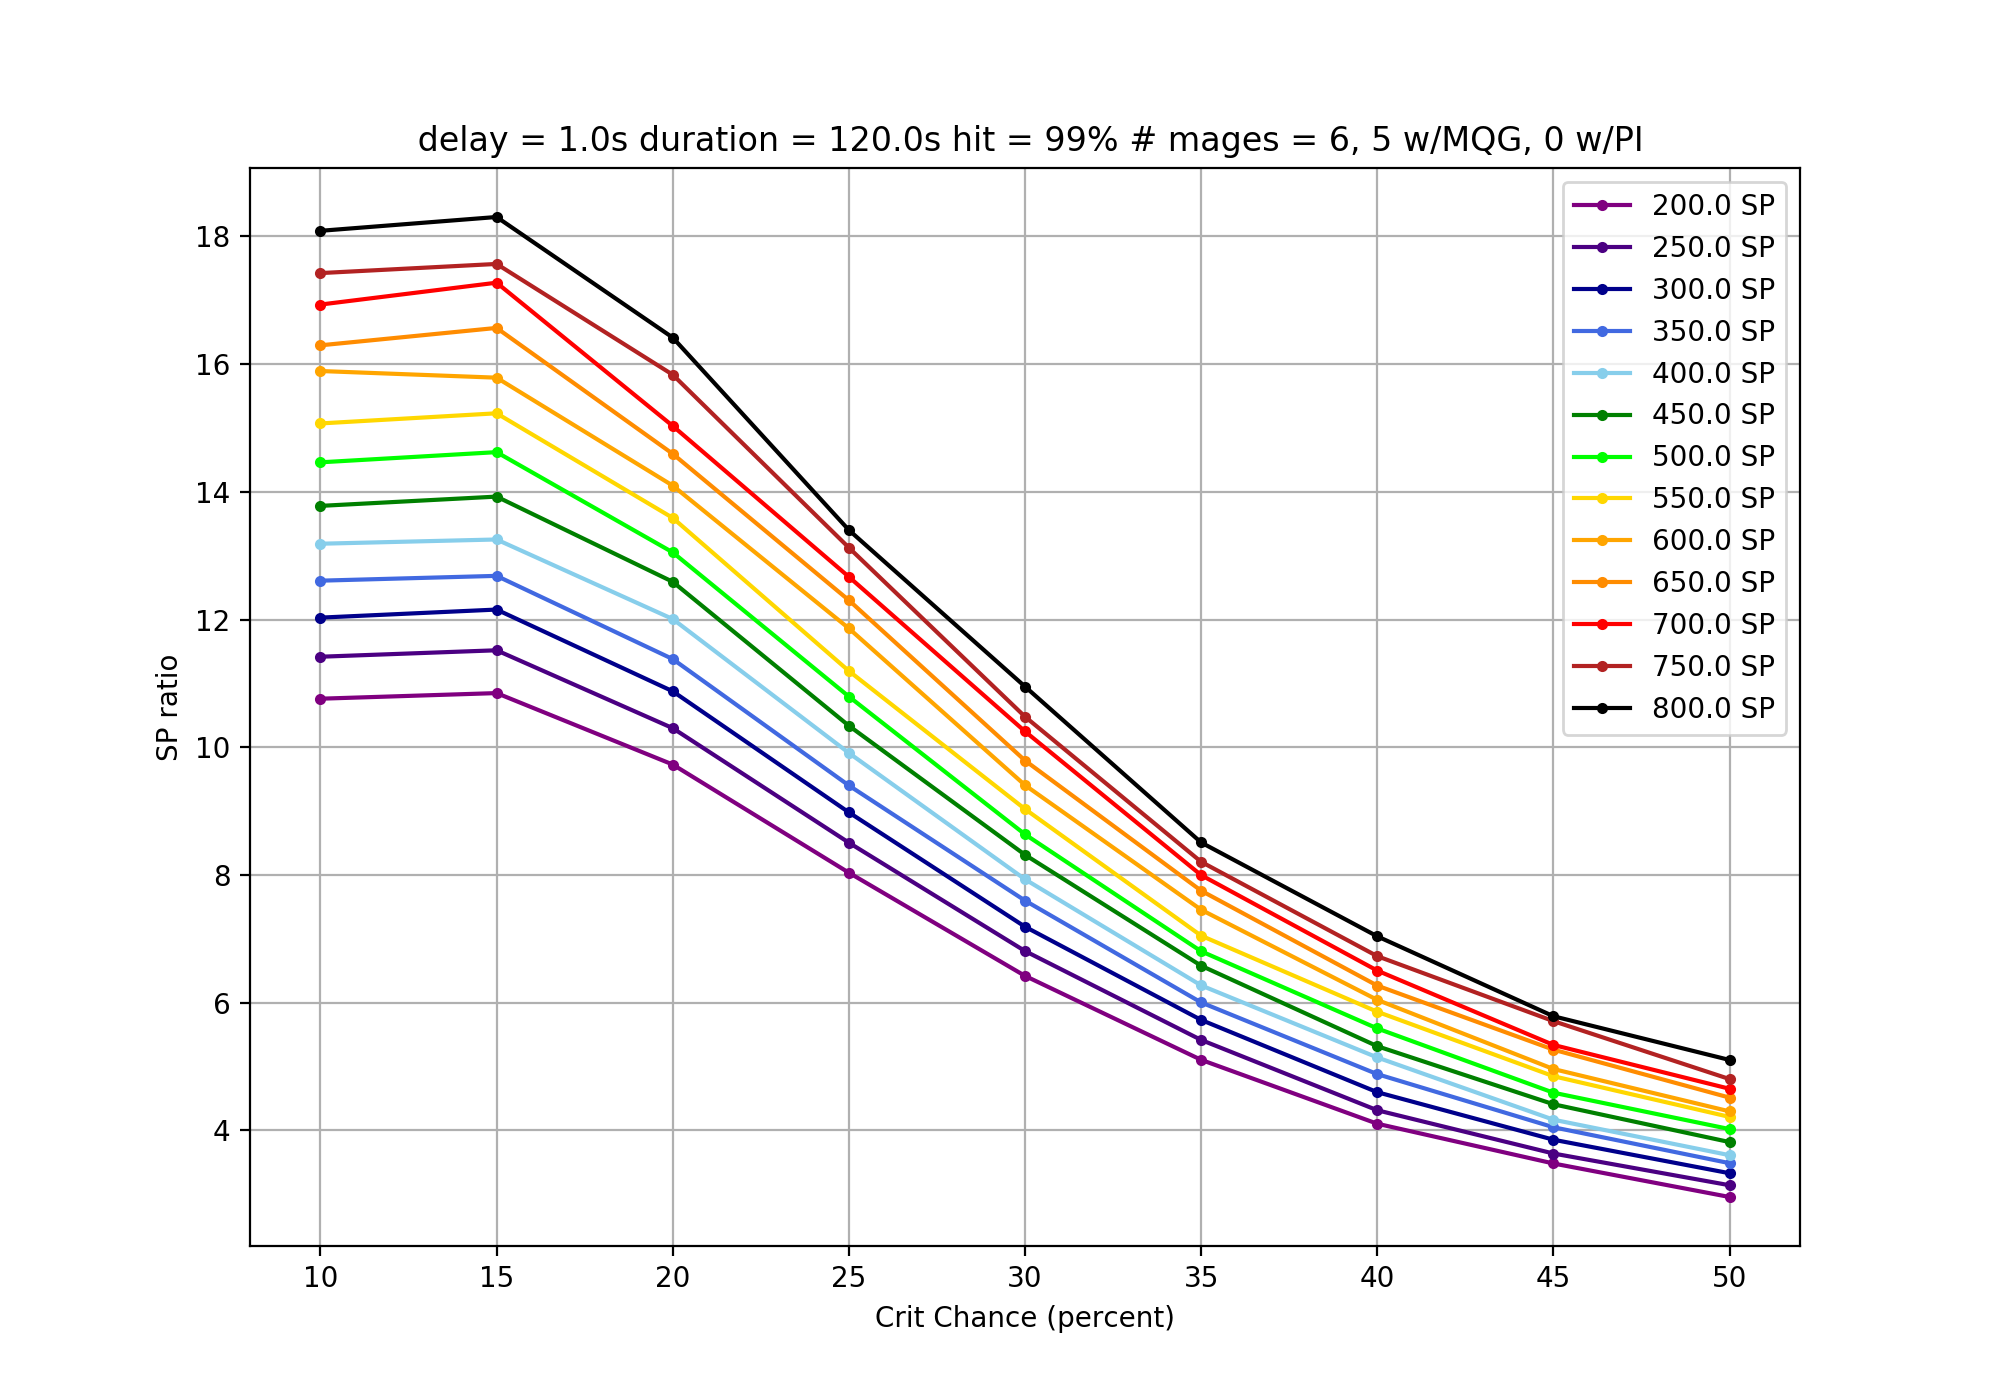 delay = 1.0s duration = 120.0s hit = 99% # mages = 6, 5 w/MQG, 0 w/PI
200.0 SP
250.0 SP
300.0 SP
350.0 SP
400.0 SP
450.0 SP
500.0 SP
550.0 SP
600.0 SP
650.0 SP
700.0 SP
750.0 SP
800.0 SP
SP ratio
18
16
14
12
10
8
6
4
10 15 20 25 30 35 40 45 50
Crit Chance (percent)